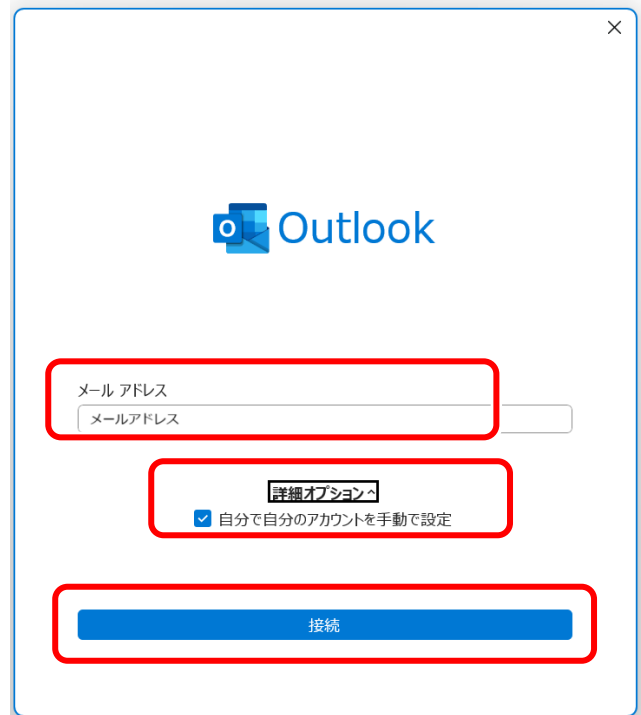 Outlook
メール アドレス
メールアドレス
詳細オプション
自分で自分のアカウントを手動で設定
接続